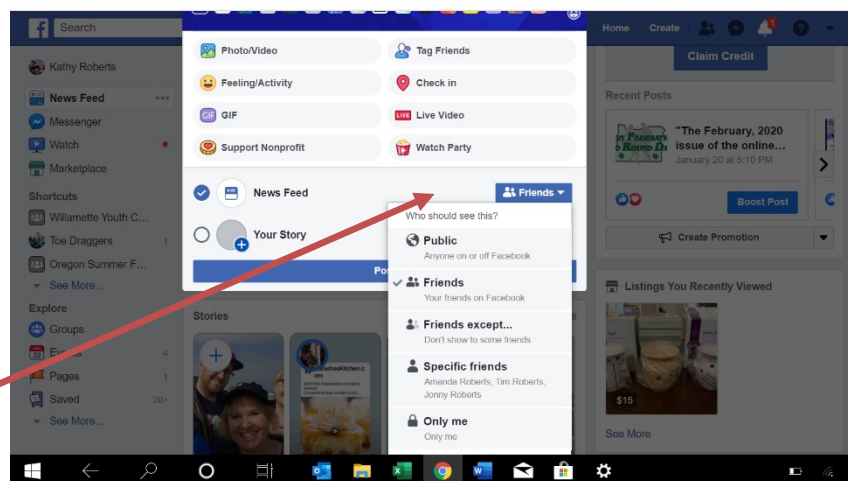 f Search
Home Create
Kathy Roberts
News Feed
Messenger
Watch
Marketplace
Shortcuts
Willamette Youth C...
Toe Draggers 1
Oregon Summer F...
See More...
Explore
Groups
22 Events 4
Pages 1
Saved 20+
See More...
Photo/Video
Tag Friends
Feeling/Activity
Check in
GIF GIF
LIVE Live Video
Support Nonprofit
Watch Party
News Feed
Friends
Your Story
Who should see this?
Public
Anyone on or off Facebook
Friends
Your friends on Facebook
Friends except...
Don't show to some friends
Specific friends
Amanda Roberts, Tim Roberts,
Jonny Roberts
Only me
Only me
Stories
Claim Credit
Recent Posts
"The February, 2020
issue of the online...
January 20 at 5:10 PM
Boost Post
Create Promotion
Listings You Recently Viewed
$15
See More